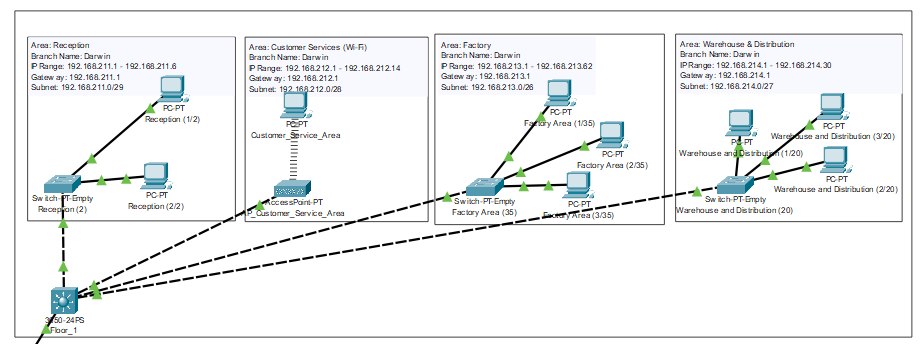 Area: Reception
Branch Name: Darwin
IP Range: 192.168.211.1 - 192.168.211.6
Gateway: 192.168.211.1
Subnet: 192.168.211.0/29
PC-PT
Reception (1/2)
PC-PT
Reception (2/2)
Switch-PT-Empty
Reception (2)
Area: Customer Services (Wi-Fi)
Branch Name: Darwin
IP Range: 192.168.212.1 - 192.168.212.14
Gateway: 192.168.212.1
Subnet: 192.168.212.0/28
PC-PT
Customer_Service_Area
AccessPoint-PT
P_Customer_Service_Area
Area: Factory
Branch Name: Darwin
IP Range: 192.168.213.1 - 192.168.213.62
Gateway: 192.168.213.1
Subnet: 192.168.213.0/26
PC-PT
Factory Area (1/35)
PC-PT
Factory Area (2/35)
PC-PT
Factory Area (3/35)
Switch-PT-Empty
Factory Area (35)
Area: Warehouse & Distribution
Branch Name: Darwin
IP Range: 192.168.214.1 - 192.168.214.30
Gateway: 192.168.214.1
Subnet: 192.168.214.0/27
PC-PT
Warehouse and Distribution (1/20)
PC-PT
Warehouse and Distribution (3/20)
PC-PT
Warehouse and Distribution (2/20)
Switch-PT-Empty
Warehouse and Distribution (20)
3650-24PS
Floor_1